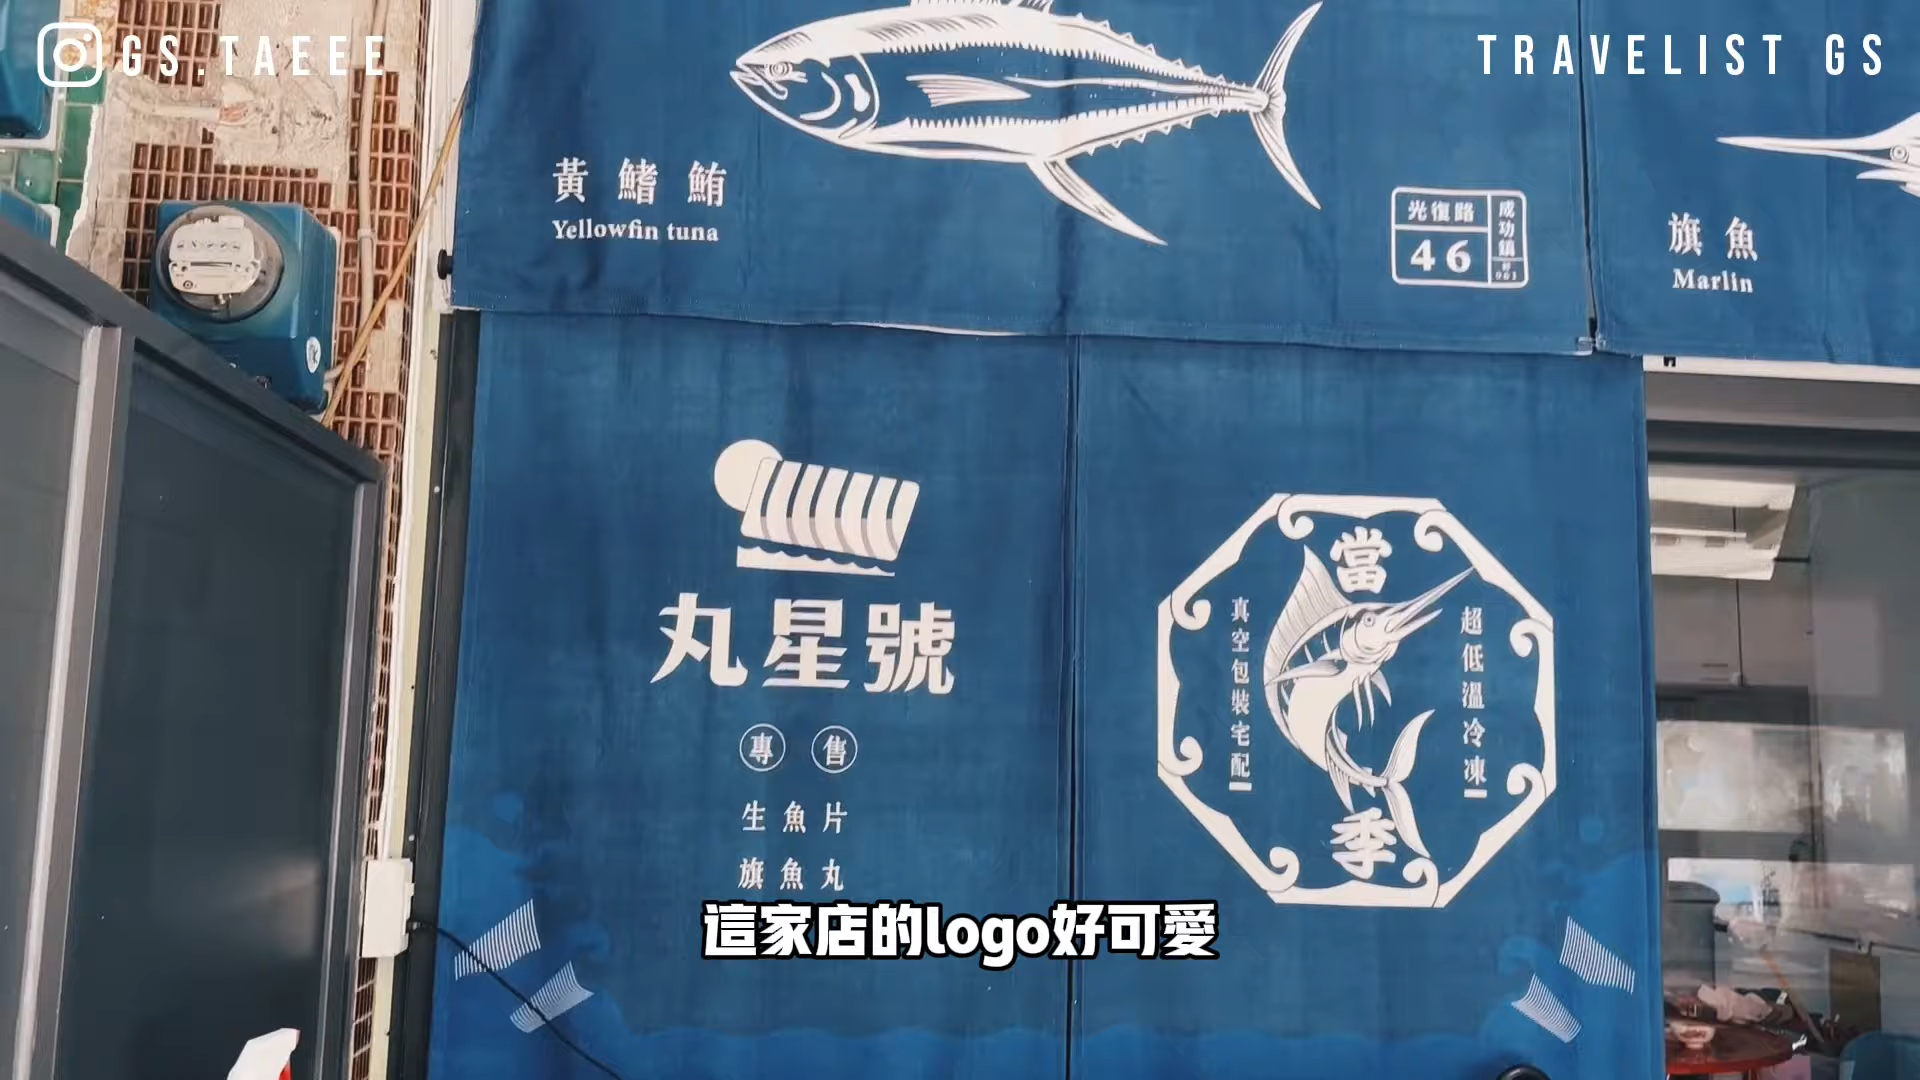 GS.TAEEE
TRAVELIST GS
黃鰭鮪
Yellowfin tuna
光復路
46
成功鎮
旗魚
Marlin
丸星號
專售
生魚片
旗魚丸
當季
超低溫冷凍
真空包裝宅配
這家店的logo好可愛